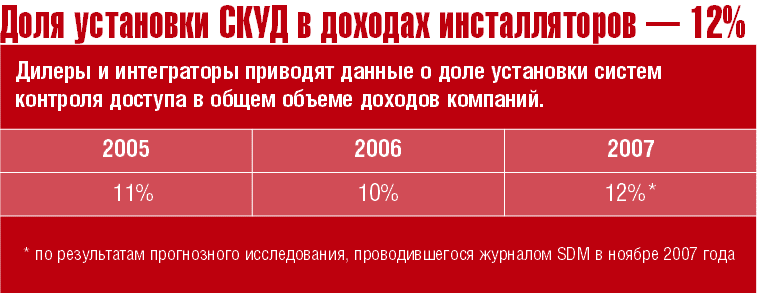 Доля установки СКУД в доходах инсталляторов — 12%
Дилеры и интеграторы приводят данные о доле установки систем
контроля доступа в общем объеме доходов компаний.
2005 2006 2007
11% 10% 12%*
* по результатам прогнозного исследования, проводившегося журналом SDM в ноябре 2007 года